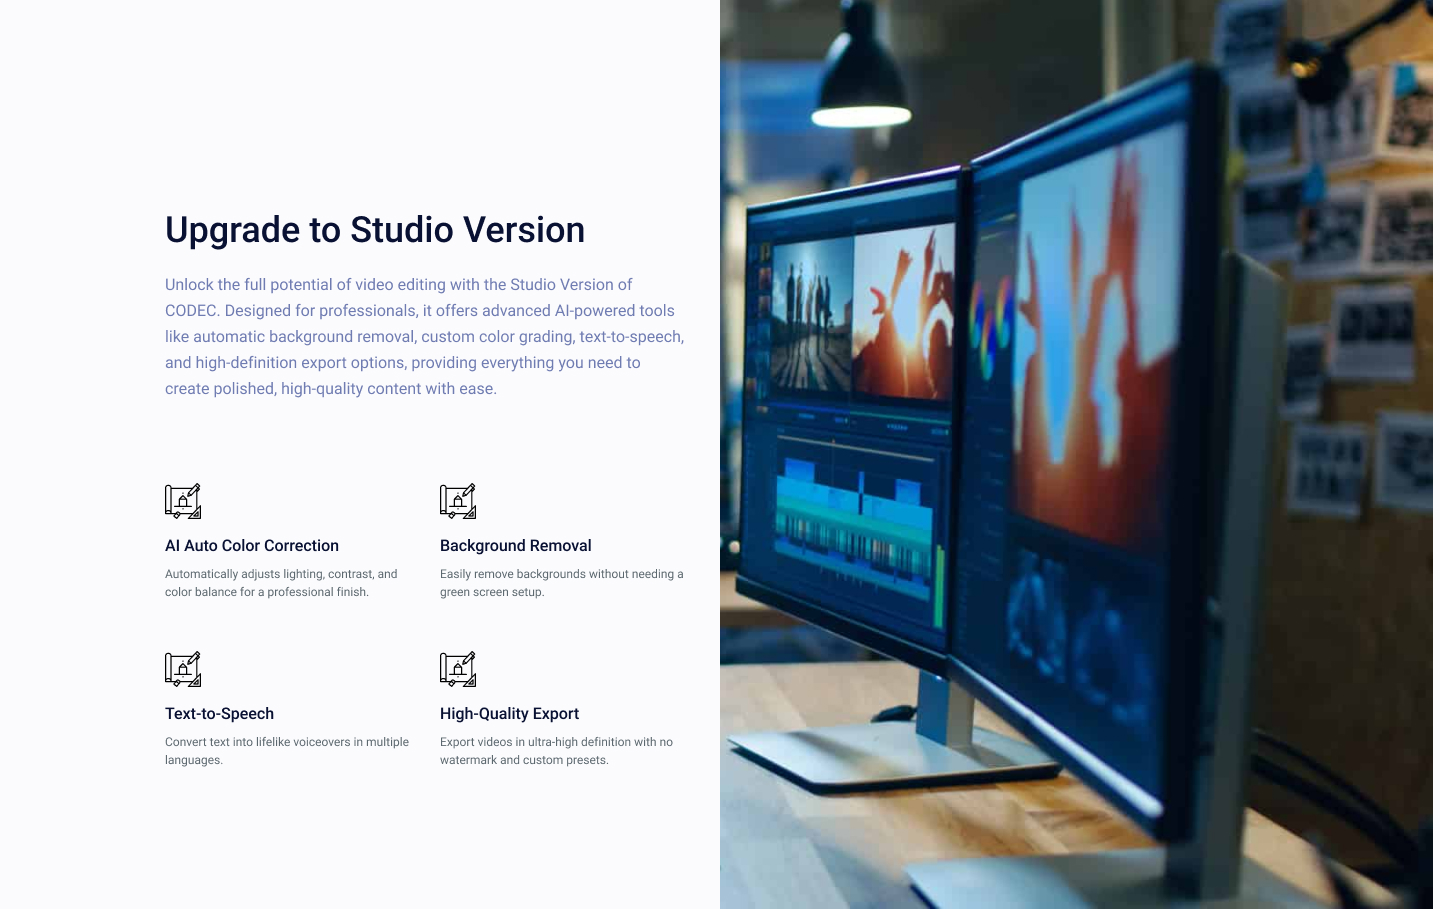 Upgrade to Studio Version
Unlock the full potential of video editing with the Studio Version of
CODEC. Designed for professionals, it offers advanced AI-powered tools
like automatic background removal, custom color grading, text-to-speech,
and high-definition export options, providing everything you need to
create polished, high-quality content with ease.
AI Auto Color Correction
Automatically adjusts lighting, contrast, and
color balance for a professional finish.
Background Removal
Easily remove backgrounds without needing a
green screen setup.
Text-to-Speech
Convert text into lifelike voiceovers in multiple
languages.
High-Quality Export
Export videos in ultra-high definition with no
watermark and custom presets.